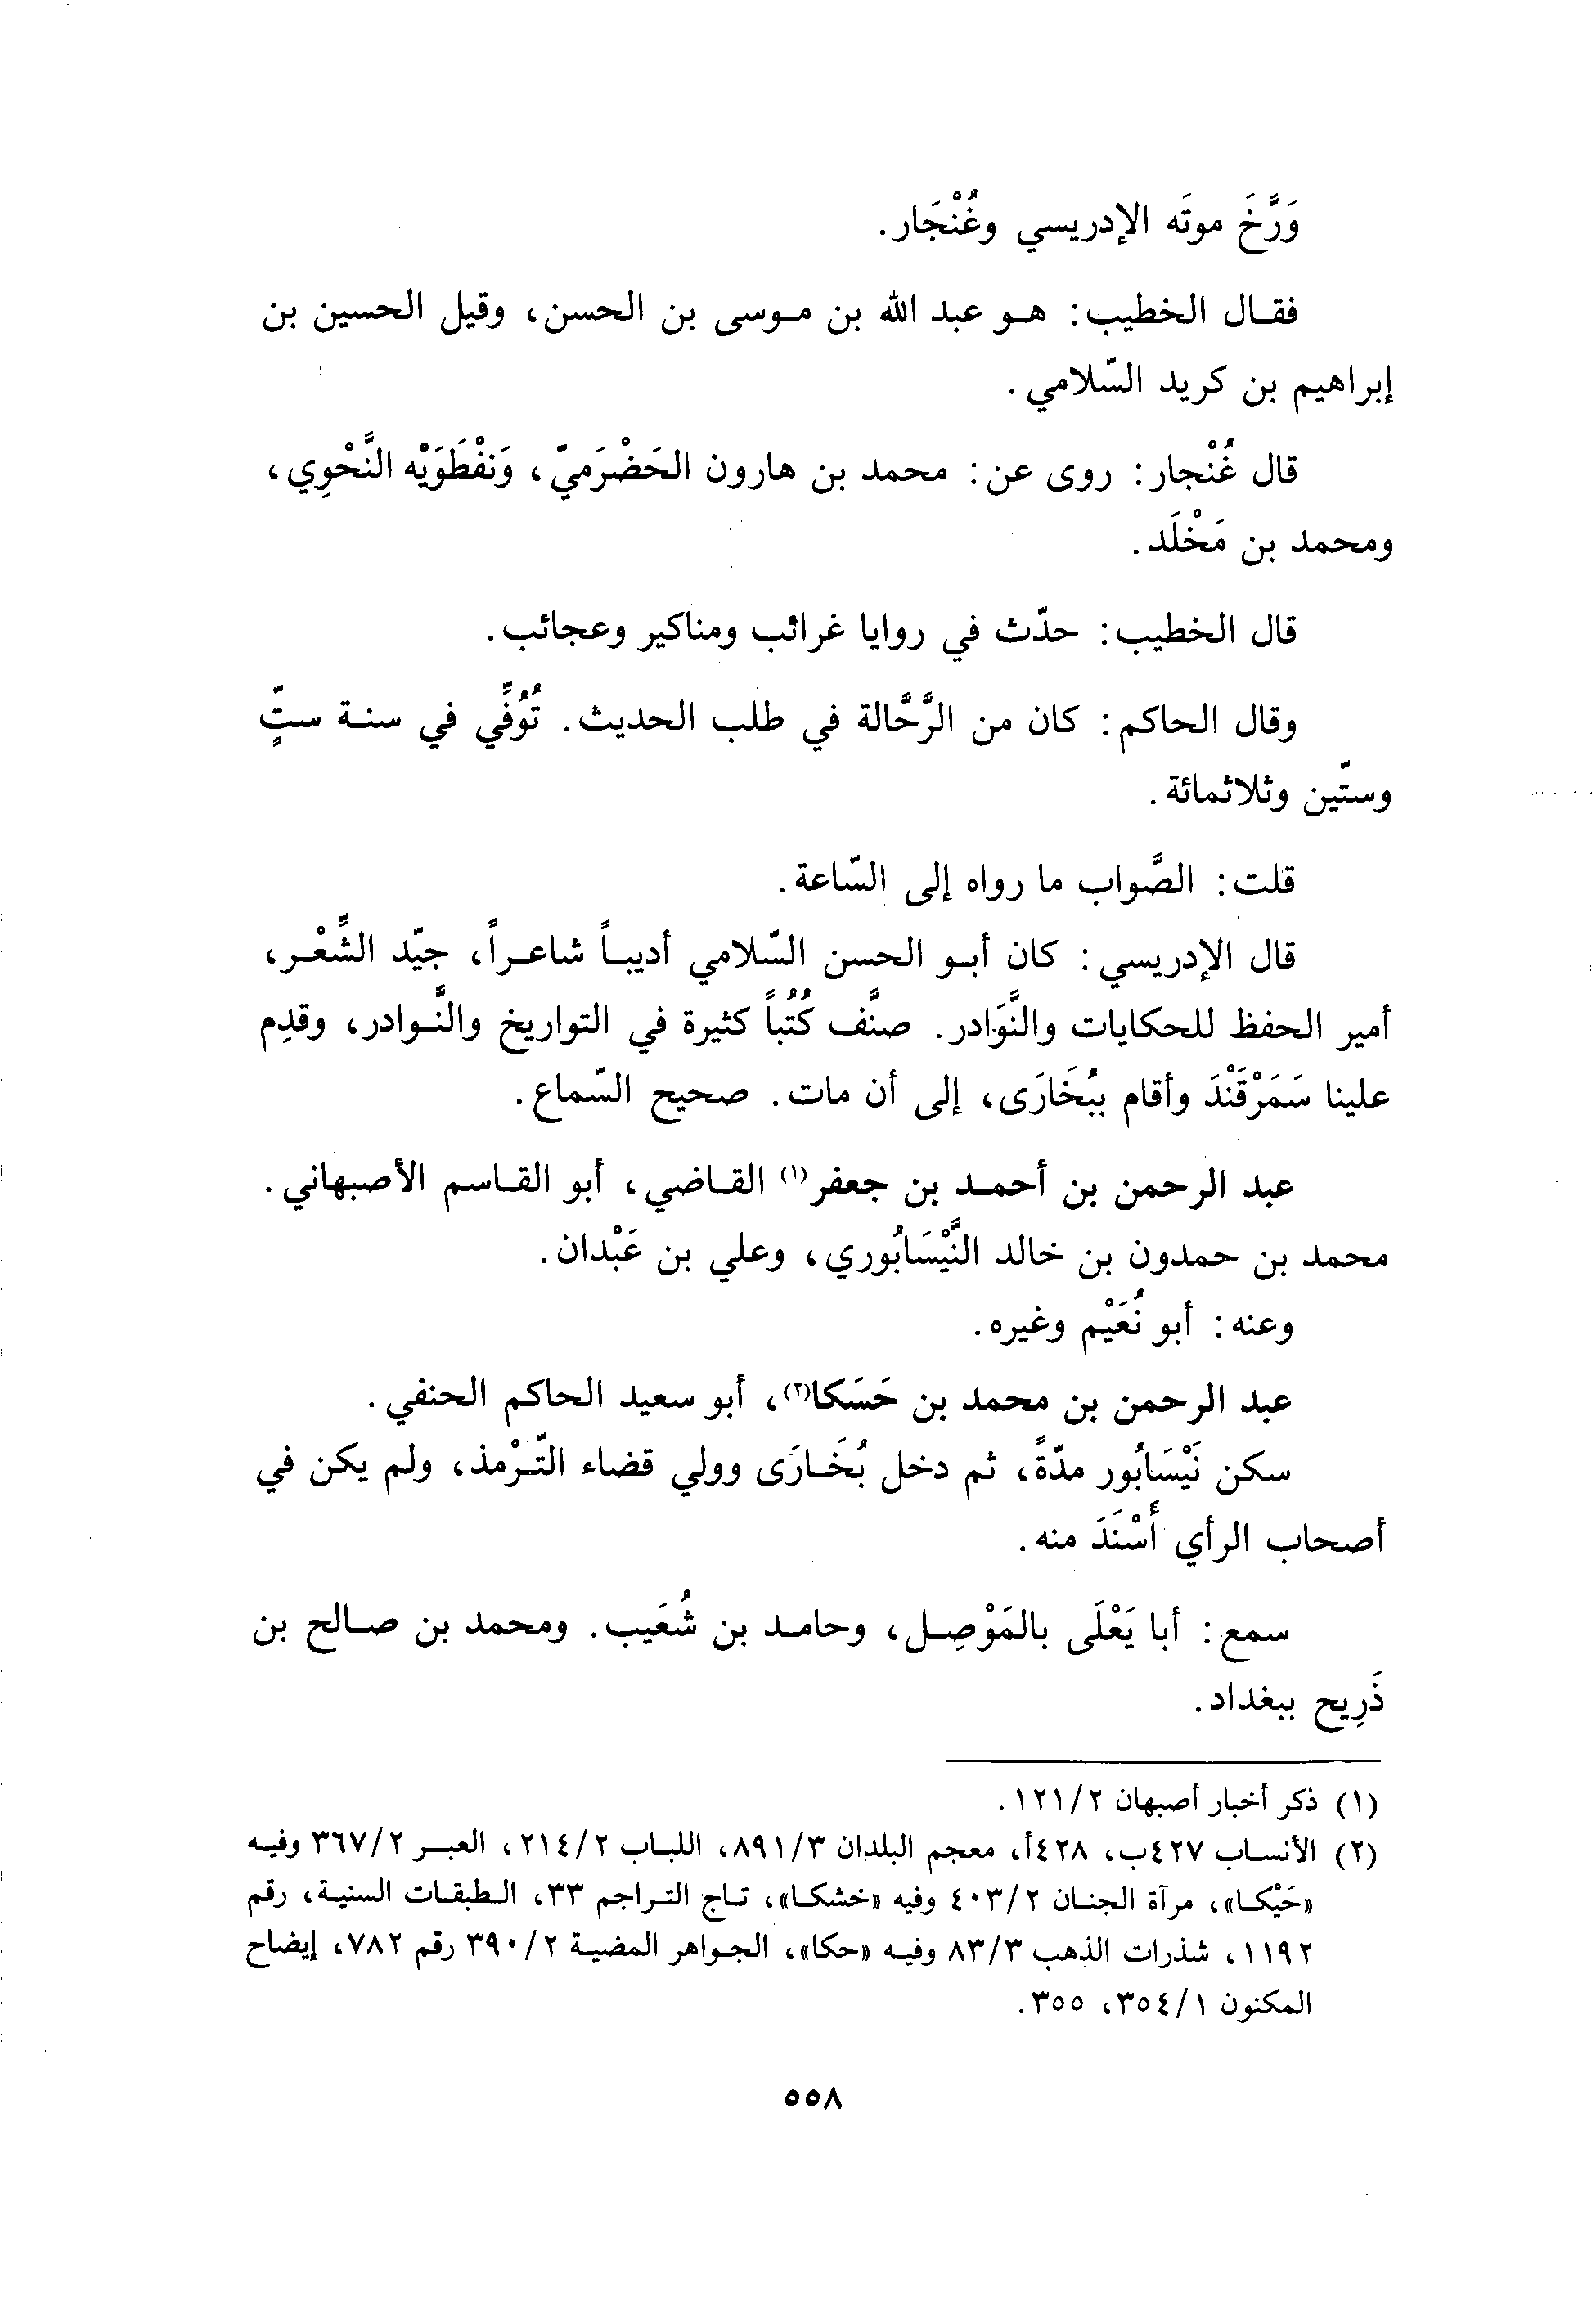 وَرَّخَ موتَه الإدريسي وغُنْجَار.
فقال الخطيب: هو عبد الله بن موسى بن الحسن، وقيل الحسين بن
إبراهيم بن كريد السّلامي.
قال غُنْجار: روى عن: محمد بن هارون الحَضْرَميّ، وَنفْطَوَيْه النَّحْوِي،
ومحمد بن مَخْلَد.
قال الخطيب: حدّث في روايا غرائب ومناكير وعجائب.
وقال الحاكم: كان من الرَّحَّالة في طلب الحديث. تُوُفِّي في سنة ستٍّ
وستّين وثلاثمائة.
قلت: الصَّواب ما رواه إلى السّاعة.
قال الإدريسي: كان أبو الحسن السّلامي أديباً شاعراً، جيّد الشِّعْر،
أمير الحفظ للحكايات والنَّوَادر. صنَّف كُتُباً كثيرة في التواريخ والنَّوادر، وقدِم
علينا سَمَرْقَنْدَ وأقام ببُخَارَى، إلى أن مات. صحيح السّماع.
عبد الرحمن بن أحمد بن جعفر(١) القاضي، أبو القاسم الأصبهاني.
محمد بن حمدون بن خالد النَّيْسَابُوري، وعلي بن عَبْدان.
وعنه: أبو نُعَيْم وغيره.
عبد الرحمن بن محمد بن حَسَكا(٢)، أبو سعيد الحاكم الحنفي.
سكن نَيْسَابُور مدّةً، ثم دخل بُخَارَى وولي قضاء التّرْمذ، ولم يكن في
أصحاب الرأي أَسْنَدَ منه.
سمع: أبا يَعْلَى بالمَوْصِل، وحامد بن شُعَيب. ومحمد بن صالح بن
ذَرِيح ببغداد.
(١) ذكر أخبار أصبهان ١٢١/٢.
(٢) الأنساب ٤٢٧ب، ٤٢٨أ، معجم البلدان ٨٩١/٣، اللباب ٢١٤/٢، العبر ٣٦٧/٢ وفيه
«حَيْكا»، مرآة الجنان ٤٠٣/٢ وفيه «خشكا»، تاج التراجم ٣٣، الطبقات السنية، رقم
١١٩٢، شذرات الذهب ٨٣/٣ وفيه «حكا»، الجواهر المضية ٣٩٠/٢ رقم ٧٨٢، إيضاح
المكنون ٣٥٤/١، ٣٥٥.
٥٥٨